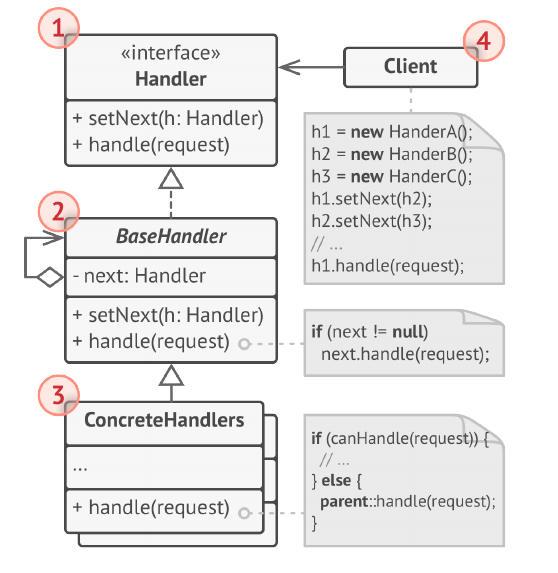 1
«interface»
Handler
+ setNext(h: Handler)
+ handle(request)
4
Client
h1 = new HanderA();
h2 = new HanderB();
h3 = new HanderC();
h1.setNext(h2);
h2.setNext(h3);
// ...
h1.handle(request);
2
BaseHandler
- next: Handler
+ setNext(h: Handler)
+ handle(request)
if (next != null)
next.handle(request);
3
ConcreteHandlers
...
+ handle(request)
if (canHandle(request)) {
// ...
} else {
parent::handle(request);
}